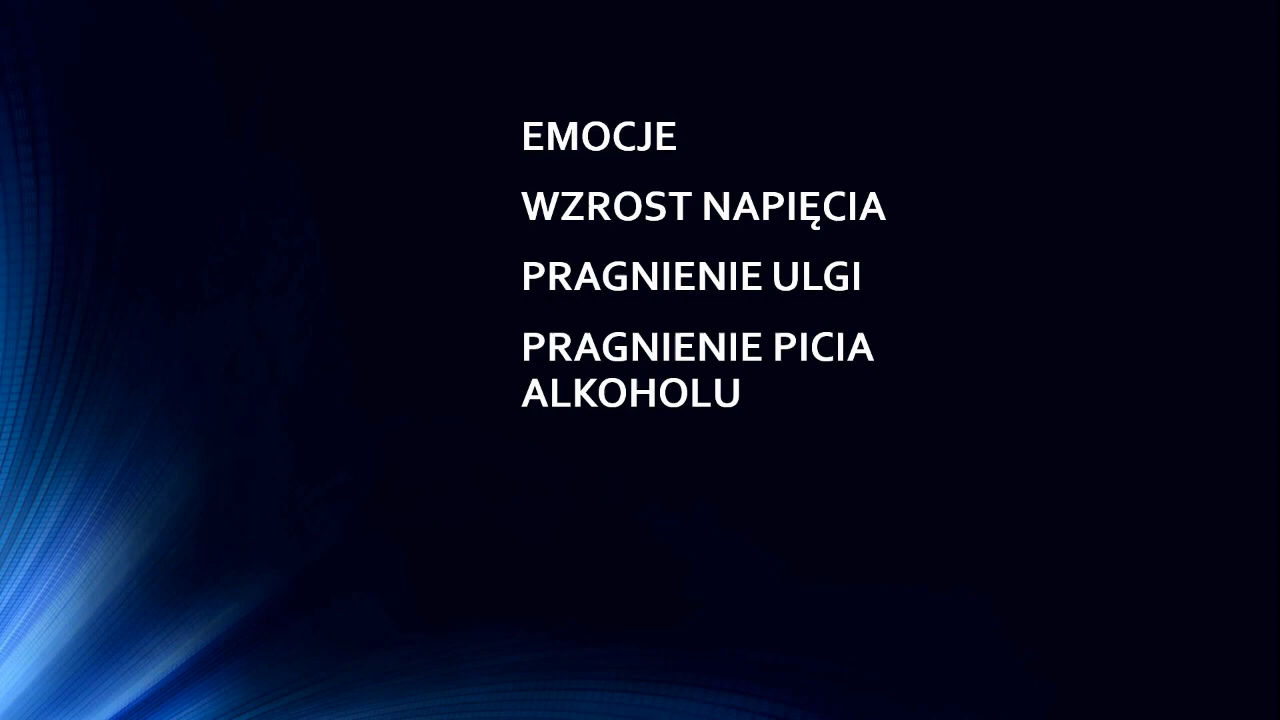 EMOCJE
WZROST NAPIĘCIA
PRAGNIENIE ULGI
PRAGNIENIE PICIA
ALKOHOLU